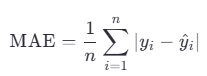 MAE = \frac{1}{n} \sum_{i=1}^{n} |y_i - \hat{y}_i|